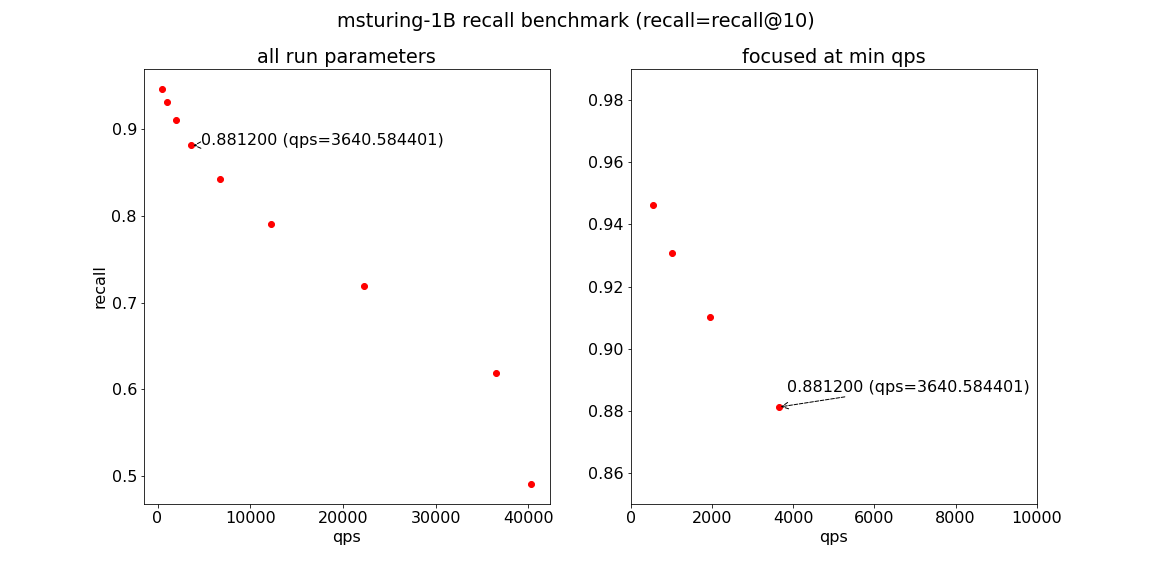 msturing-1B recall benchmark (recall=recall@10)
all run parameters
0.9
0.8
0.7
0.6
0.5
recall
0.881200 (qps=3640.584401)
0 10000 20000 30000 40000
qps
focused at min qps
0.98
0.96
0.94
0.92
0.90
0.88
0.86
0.881200 (qps=3640.584401)
0 2000 4000 6000 8000 10000
qps